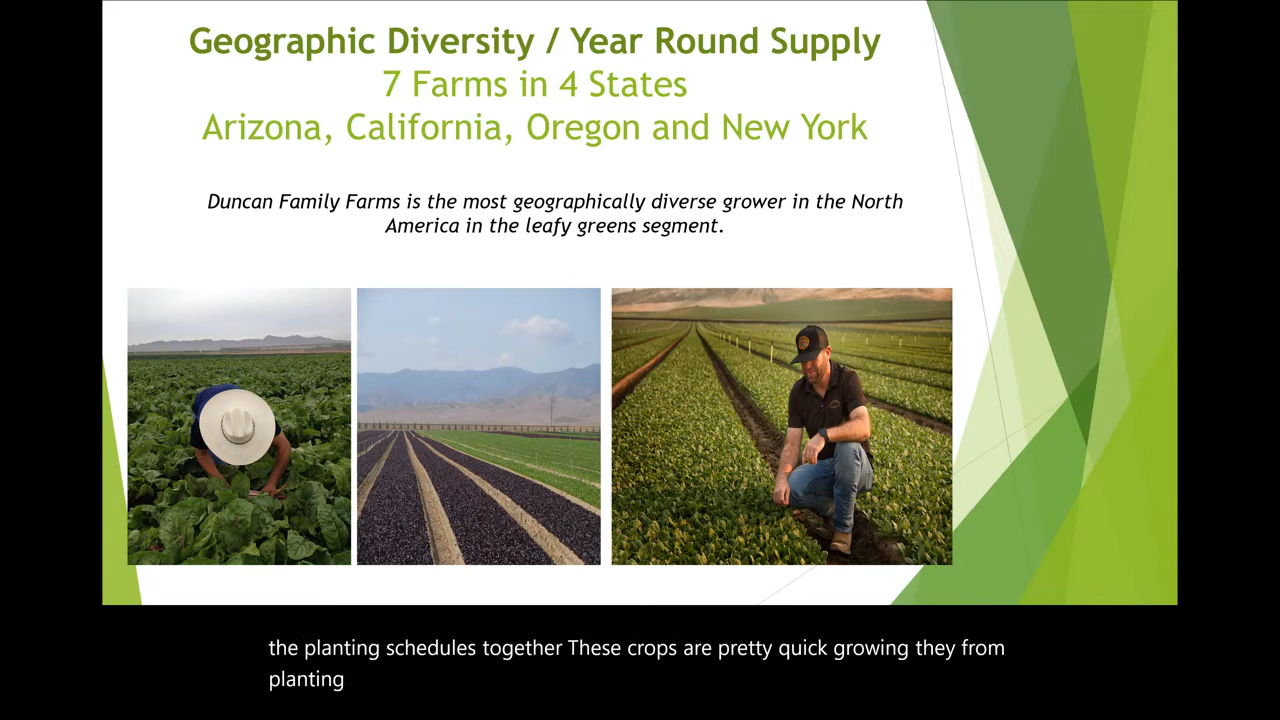 Geographic Diversity / Year Round Supply
7 Farms in 4 States
Arizona, California, Oregon and New York
Duncan Family Farms is the most geographically diverse grower in the North
America in the leafy greens segment.
the planting schedules together These crops are pretty quick growing they from
planting